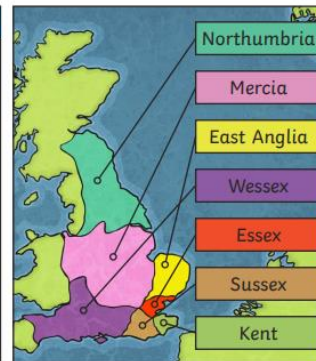 Northumbria
Mercia
East Anglia
Wessex
Essex
Sussex
Kent